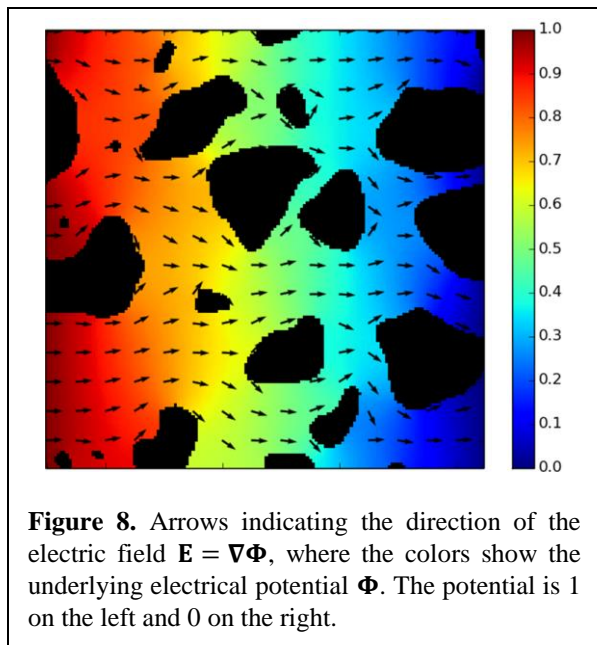 1.0
0.9
0.8
0.7
0.6
0.5
0.4
0.3
0.2
0.1
0.0
Figure 8. Arrows indicating the direction of the
electric field E = ∇Φ, where the colors show the
underlying electrical potential Φ. The potential is 1
on the left and 0 on the right.